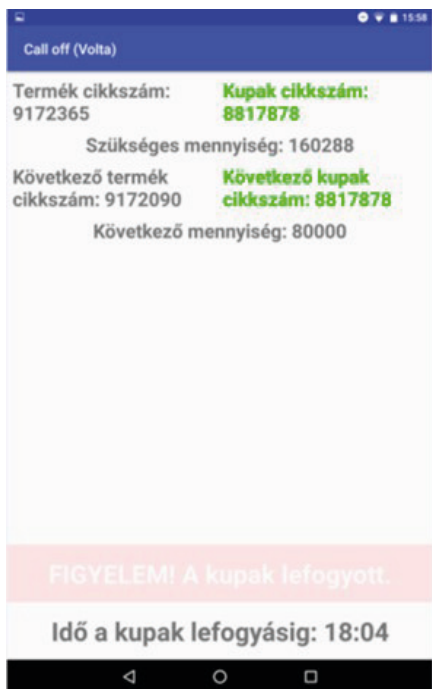 15:58
Call off (Volta)
Termék cikkszám:
9172365
Kupak cikkszám:
8817878
Szükséges mennyiség: 160288
Következő termék
cikkszám: 9172090
Következő kupak
cikkszám: 8817878
Következő mennyiség: 80000
FIGYELEM! A kupak lefogyott.
Idő a kupak lefogyásig: 18:04